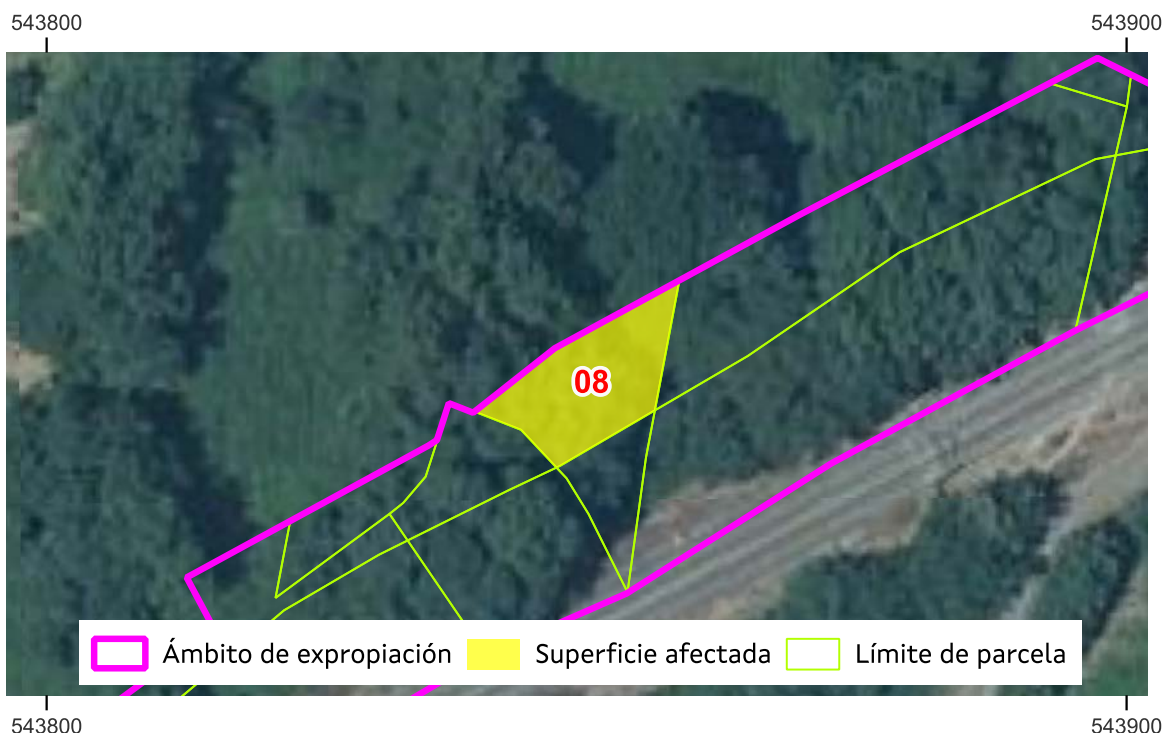 543800 543900
08
Ámbito de expropiación Superficie afectada Límite de parcela
543800 543900